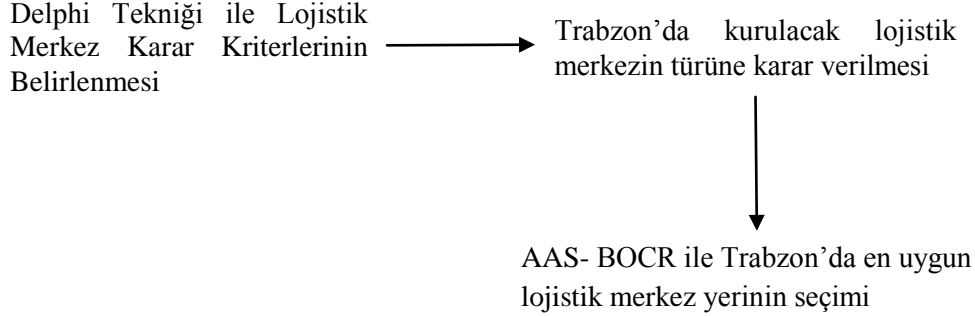 Delphi Tekniği ile Lojistik
Merkez Karar Kriterlerinin
Belirlenmesi
Trabzon’da kurulacak lojistik
merkezin türüne karar verilmesi
AAS- BOCR ile Trabzon’da en uygun
lojistik merkez yerinin seçimi